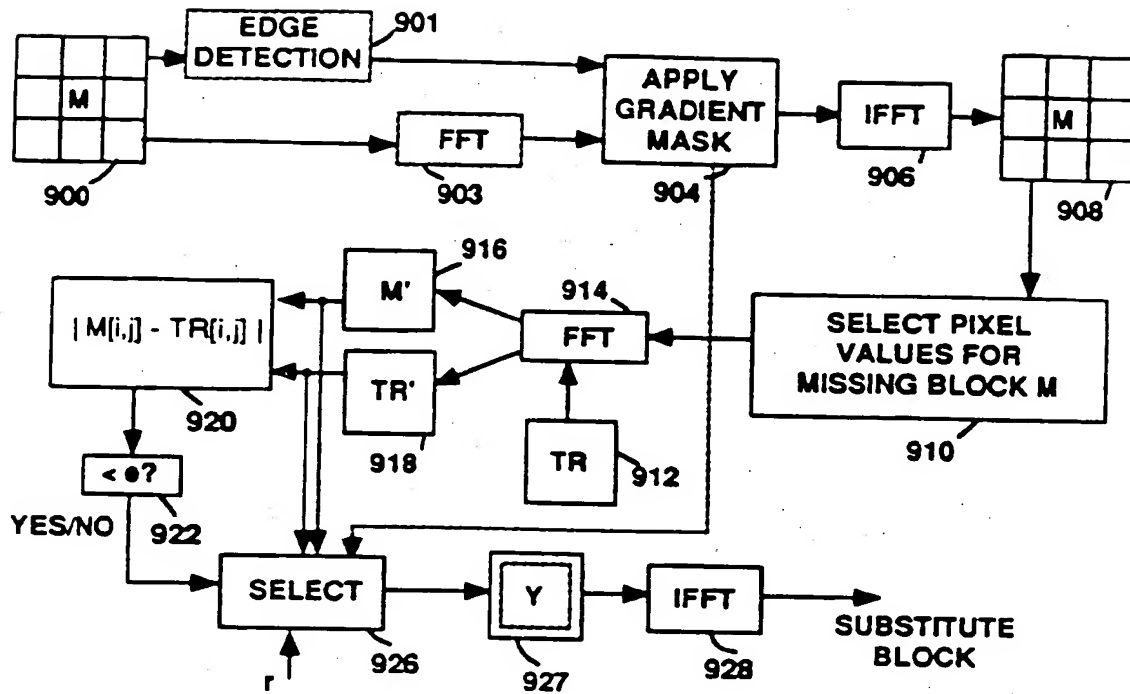 EDGE
DETECTION
901
M
900
FFT
903
APPLY
GRADIENT
MASK
904
IFFT
906
M
908
916
M'
914
FFT
| M[i,j] - TR[i,j] |
920
TR'
918
TR
912
SELECT PIXEL
VALUES FOR
MISSING BLOCK M
910
< e?
922
YES/NO
SELECT
926
r
Y
927
IFFT
928
SUBSTITUTE
BLOCK